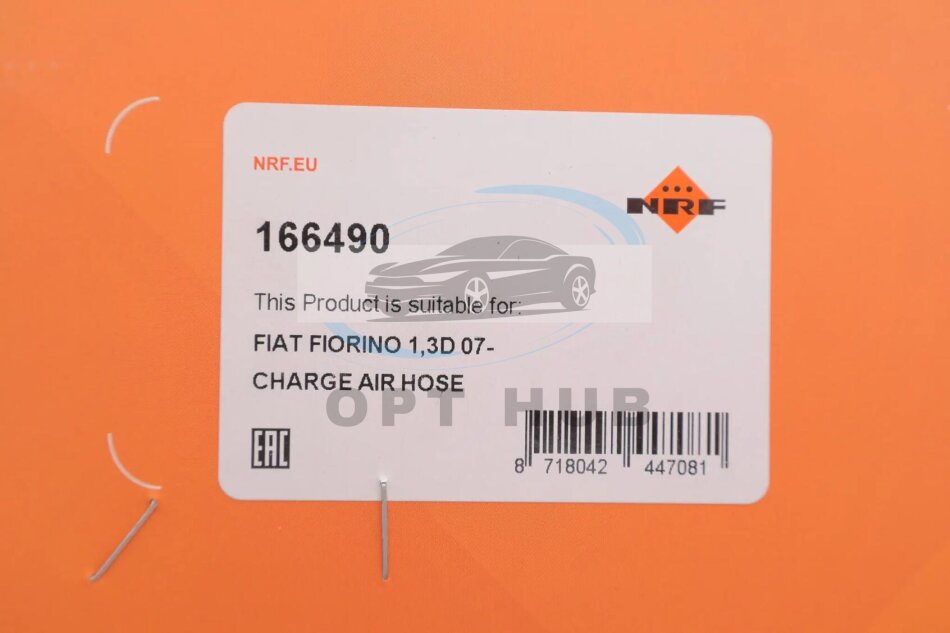 NRF.EU
NRF
166490
This Product is suitable for:
FIAT FIORINO 1,3D 07-
CHARGE AIR HOSE
OPT HUB
EAC
8 718042 447081